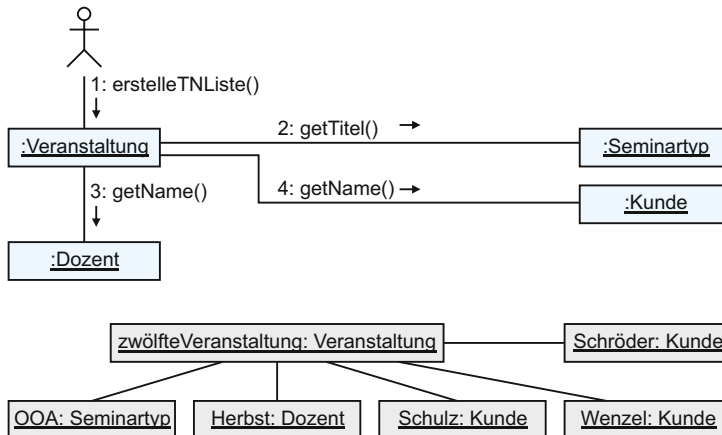 1: erstelleTNListe()
2: getTitel()
:Veranstaltung
:Seminartyp
3: getName()
4: getName()
:Kunde
:Dozent
zwölfteVeranstaltung: Veranstaltung
Schröder: Kunde
OOA: Seminartyp
Herbst: Dozent
Schulz: Kunde
Wenzel: Kunde